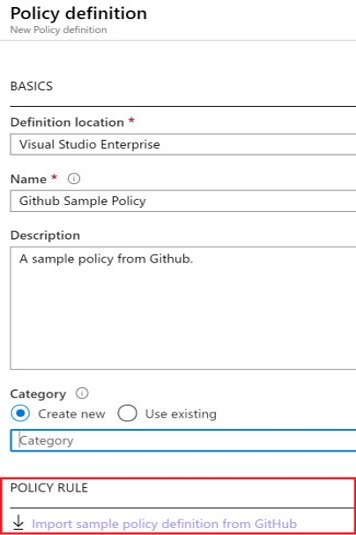 Policy definition
New Policy definition
BASICS
Definition location *
Visual Studio Enterprise
Name *
Github Sample Policy
Description
A sample policy from Github.
Category
Create new Use existing
Category
POLICY RULE
Import sample policy definition from GitHub